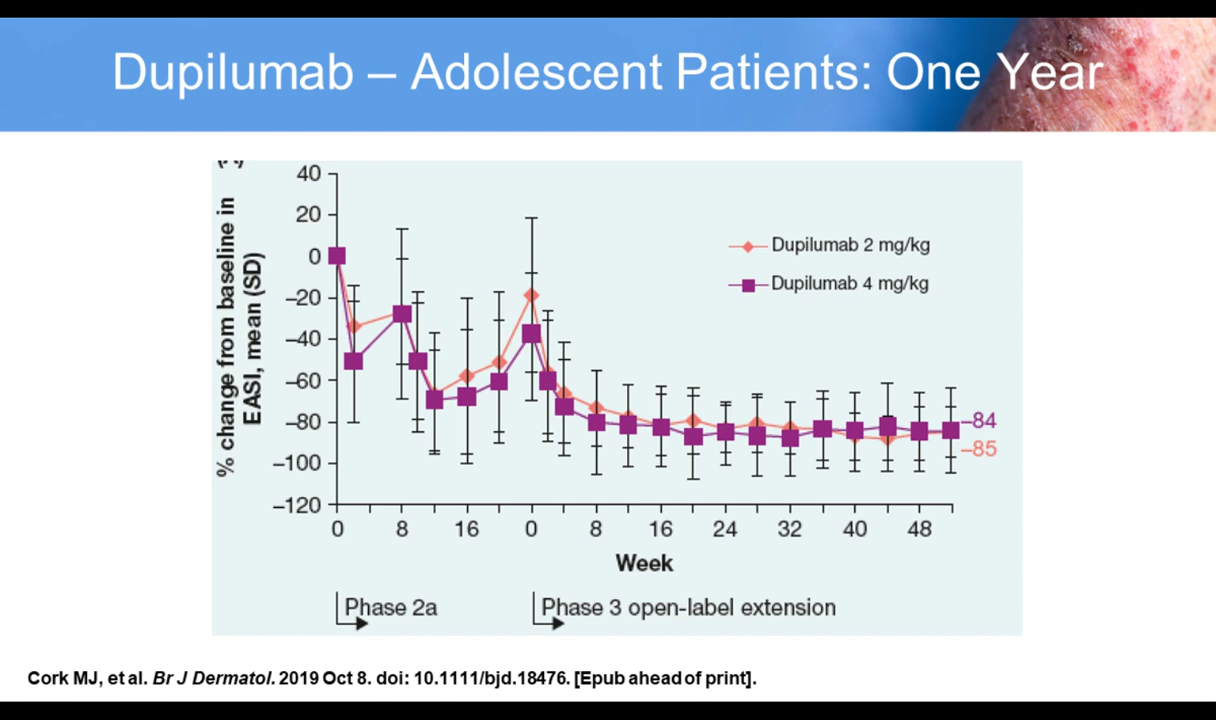 Dupilumab – Adolescent Patients: One Year
% change from baseline in
EASI, mean (SD)
40
20
0
–20
–40
–60
–80
–100
–120
Dupilumab 2 mg/kg
Dupilumab 4 mg/kg
–84
–85
0 8 16 0 8 16 24 32 40 48
Week
Phase 2a Phase 3 open-label extension
Cork MJ, et al. Br J Dermatol. 2019 Oct 8. doi: 10.1111/bjd.18476. [Epub ahead of print].